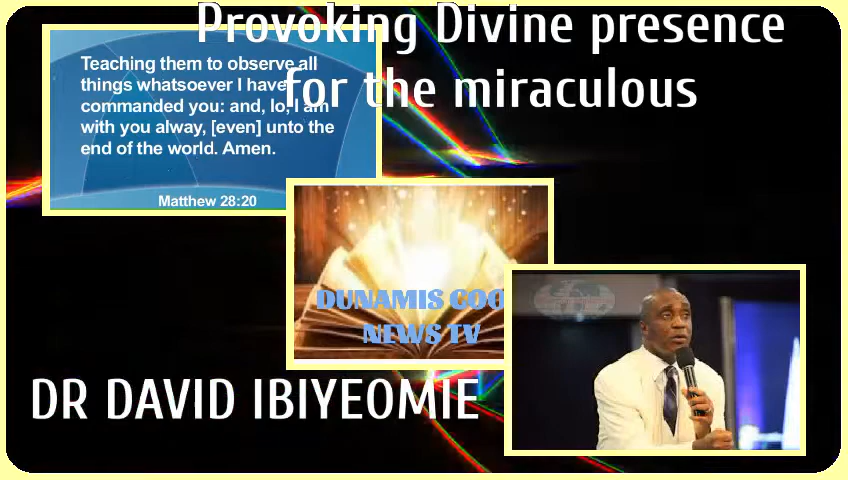 Provoking Divine presence
for the miraculous
Teaching them to observe all
things whatsoever I have
commanded you: and, lo, I am
with you alway, [even] unto the
end of the world. Amen.
Matthew 28:20
DUNAMIS GOO
NEWS TV
DR DAVID IBIYEOMIE